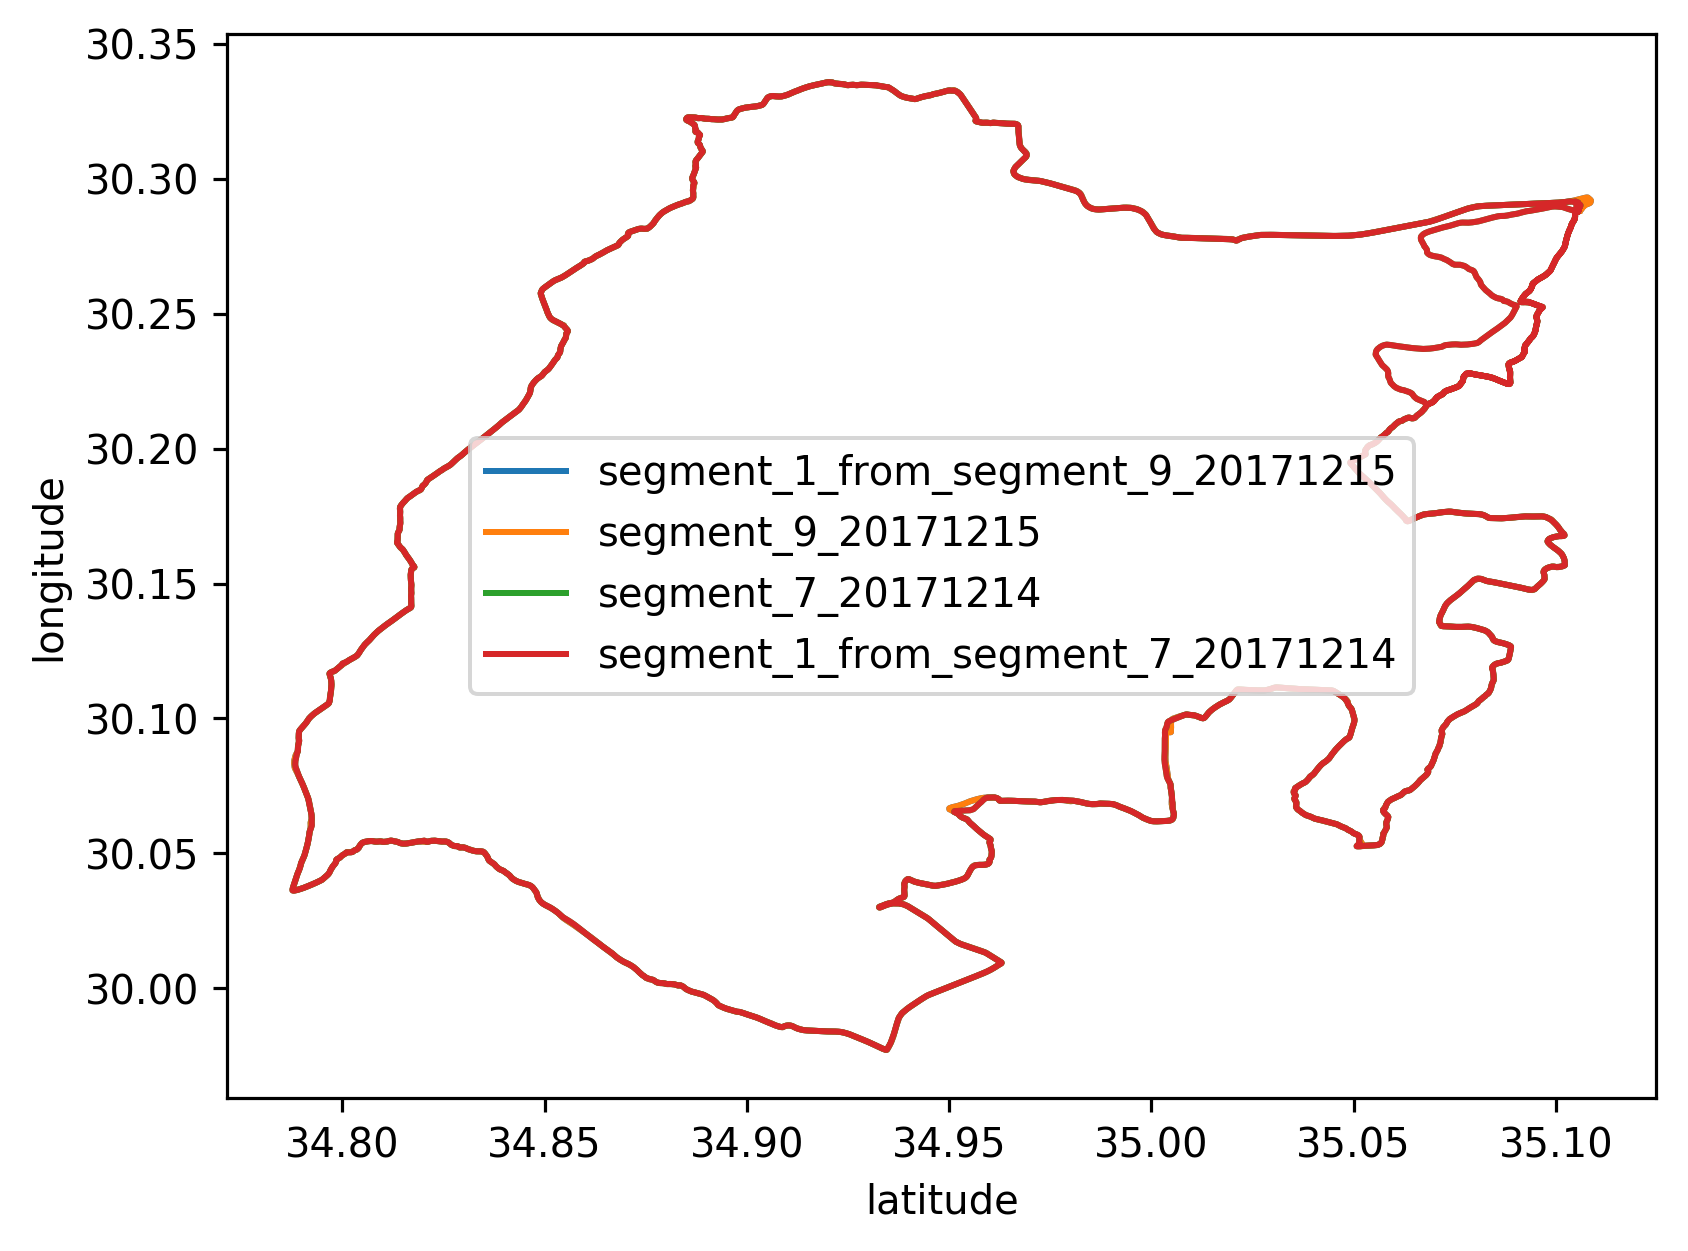 30.35
30.30
30.25
30.20
30.15
30.10
30.05
30.00
longitude
segment_1_from_segment_9_20171215
segment_9_20171215
segment_7_20171214
segment_1_from_segment_7_20171214
34.80 34.85 34.90 34.95 35.00 35.05 35.10
latitude